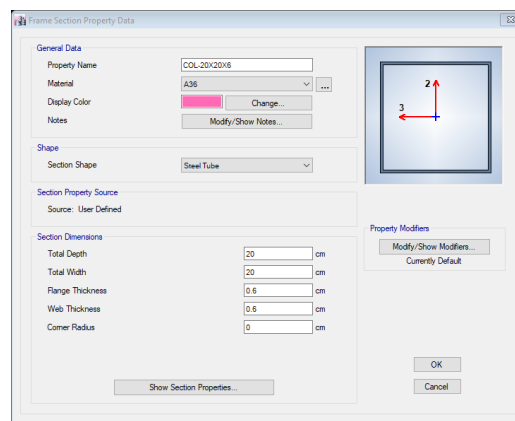 Frame Section Property Data
General Data
Property Name COL-20X20X6
Material A36 ...
Display Color Change...
Notes Modify/Show Notes...
Shape
Section Shape Steel Tube
Section Property Source
Source: User Defined
Section Dimensions
Total Depth 20 cm
Total Width 20 cm
Flange Thickness 0.6 cm
Web Thickness 0.6 cm
Corner Radius 0 cm
Show Section Properties...
2
3
Property Modifiers
Modify/Show Modifiers...
Currently Default
OK
Cancel